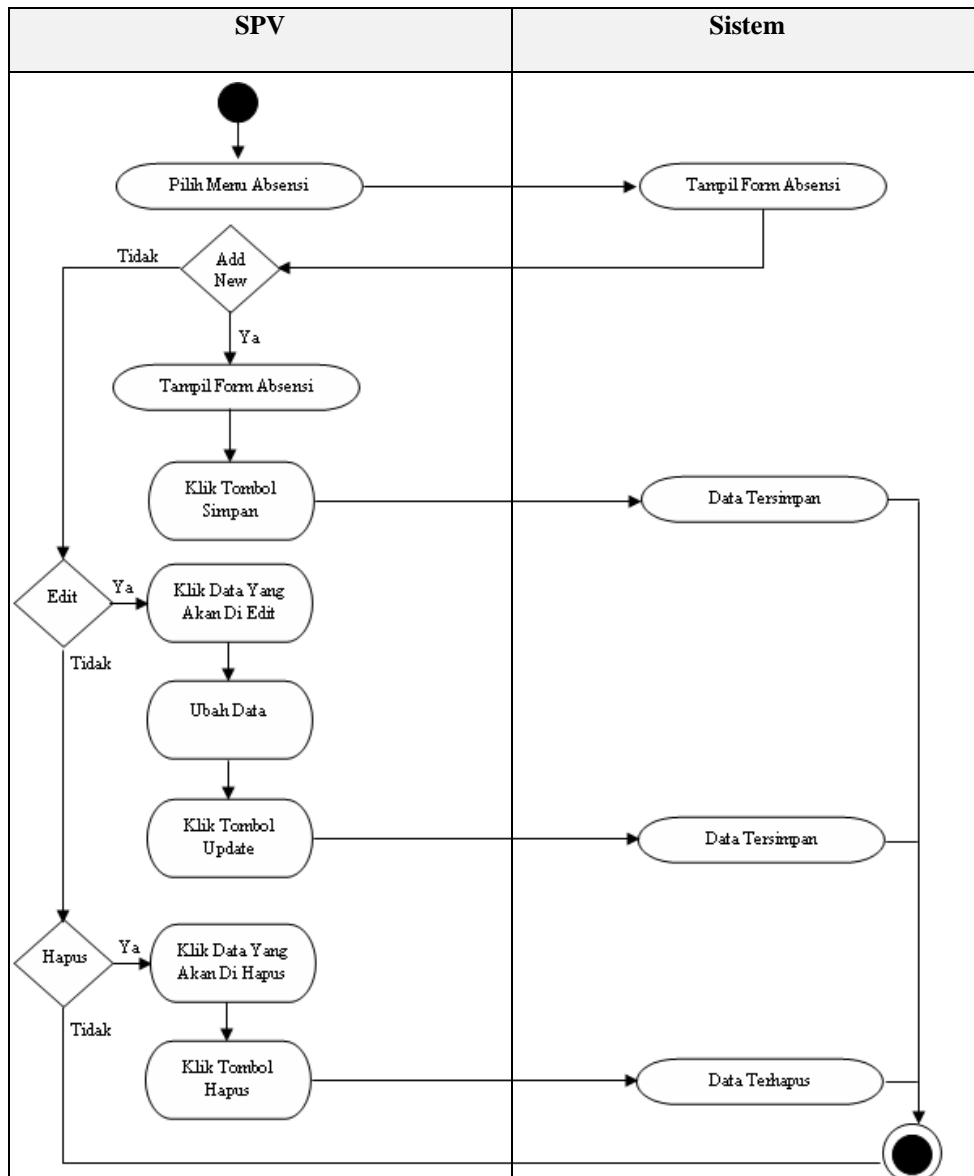 SPV
Sistem
Pilih Menu Absensi
Tampil Form Absensi
Tidak
Add
New
Ya
Tampil Form Absensi
Klik Tombol
Simpan
Data Tersimpan
Edit
Ya
Klik Data Yang
Akan Di Edit
Tidak
Ubah Data
Klik Tombol
Update
Data Tersimpan
Hapus
Ya
Klik Data Yang
Akan Di Hapus
Tidak
Klik Tombol
Hapus
Data Terhapus